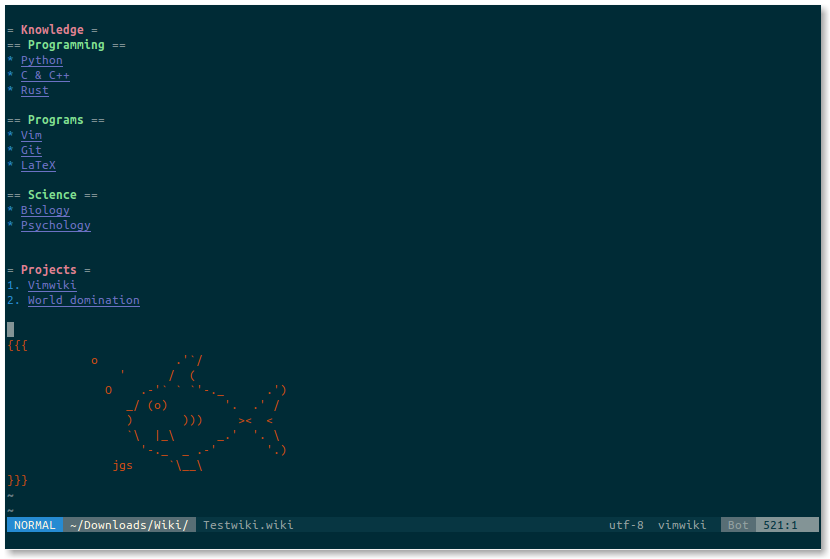 = Knowledge =
== Programming ==
* Python
* C & C++
* Rust

== Programs ==
* Vim
* Git
* LaTeX

== Science ==
* Biology
* Psychology


= Projects =
1. Vimwiki
2. World domination

{{{
            o           .'`/
                '      /  (
              O    .-'` ` `'-._      .')
                 _/ (o)        '.  .' /
                 )       )))     ><  <
                 `\  |_\      _.'  '. \
                   '-._  _ .-'       '.)
               jgs     `\__\
}}}
~
~
NORMAL ~/Downloads/Wiki/ Testwiki.wiki utf-8 vimwiki Bot 521:1